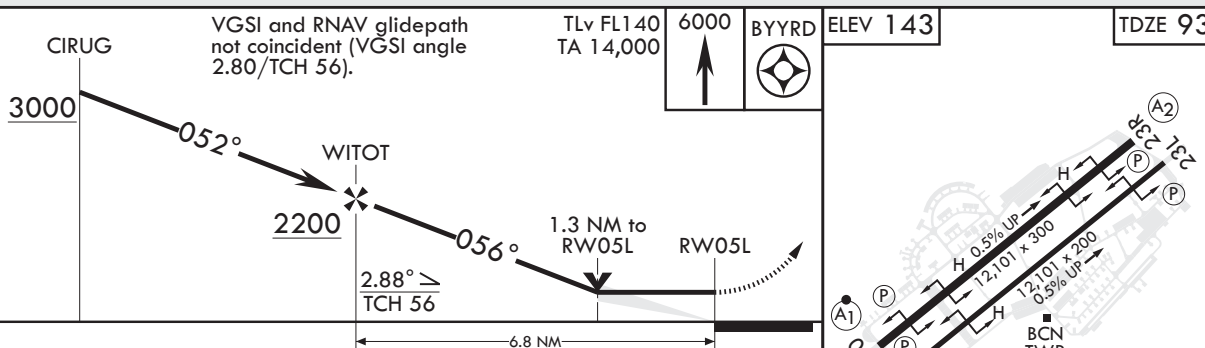 VGSI and RNAV glidepath
not coincident (VGSI angle
2.80/TCH 56).
TLv FL140
TA 14,000
6000
BYYRD
ELEV 143
TDZE 93
CIRUG
3000
052°
WITOT
2200
056°
1.3 NM to
RW05L
RW05L
2.88°
TCH 56
6.8 NM
A2
23R
23L
P
P
H
0.5% UP
12,101 x 300
H
12,101 x 200
0.5% UP
P
A1
H
P
BCN
TWR